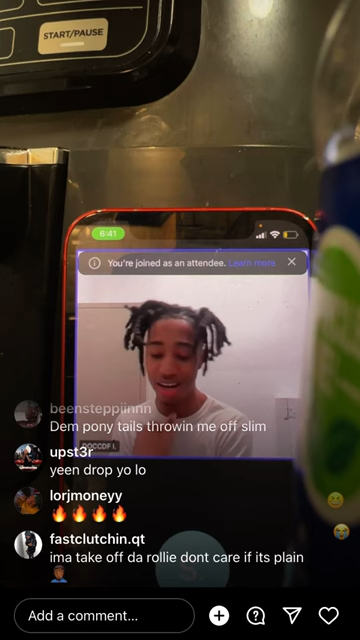 START/PAUSE
6:41
You're joined as an attendee. Learn more
beensteppiinnn
Dem pony tails throwin me off slim
upst3r
yeen drop yo lo
lorjmoneyy
🔥🔥🔥🔥
fastclutchin.qt
ima take off da rollie dont care if its plain
Add a comment...